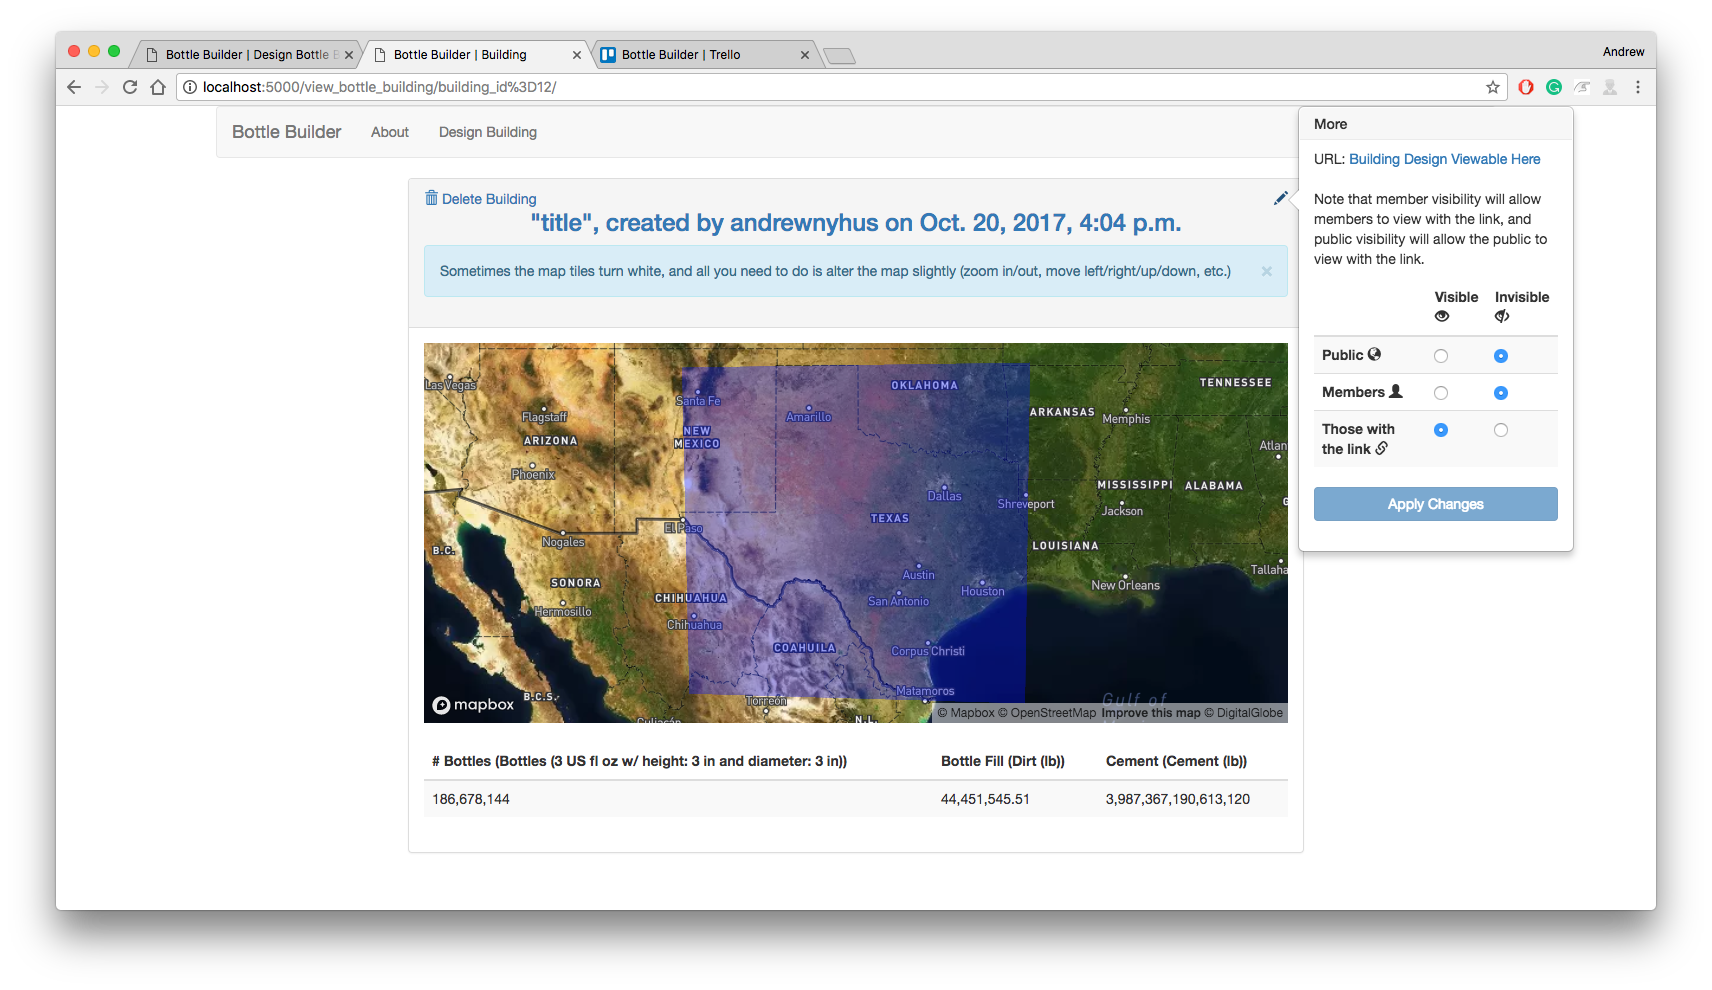 Bottle Builder | Design Bottle B
Bottle Builder | Building
Bottle Builder | Trello
Andrew
localhost:5000/view_bottle_building/building_id%3D12/
Bottle Builder
About
Design Building
Delete Building
"title", created by andrewnyhus on Oct. 20, 2017, 4:04 p.m.
Sometimes the map tiles turn white, and all you need to do is alter the map slightly (zoom in/out, move left/right/up/down, etc.)
×
Las Vegas
Santa Fe
OKLAHOMA
TENNESSEE
Flagstaff
Amarillo
ARKANSAS
Memphis
ARIZONA
NEW
MEXICO
Atlan
Phoenix
Dallas
MISSISSIPPI
ALABAMA
Shreveport
Jackson
G
El Paso
TEXAS
Nogales
B.C.
LOUISIANA
Austin
Tallaha
SONORA
New Orleans
Houston
CHIHUAHUA
San Antonio
Hermosillo
Chihuahua
COAHUILA
Corpus Christi
Matamoros
B.C.S.
Torreón
Gulf of
mapbox
Culiacán
N.L.
© Mapbox © OpenStreetMap Improve this map © DigitalGlobe
# Bottles (Bottles (3 US fl oz w/ height: 3 in and diameter: 3 in))
Bottle Fill (Dirt (lb))
Cement (Cement (lb))
186,678,144
44,451,545.51
3,987,367,190,613,120
More
URL: Building Design Viewable Here
Note that member visibility will allow
members to view with the link, and
public visibility will allow the public to
view with the link.
Visible
Invisible
Public
Members
Those with
the link
Apply Changes